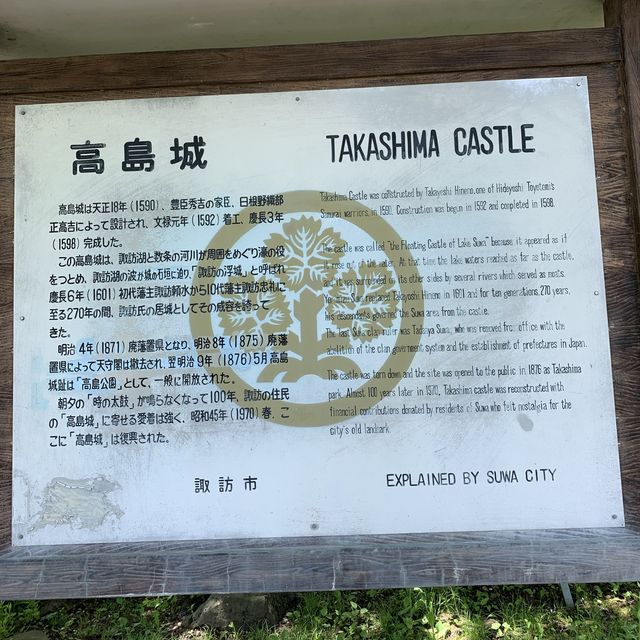 高島城
高島城は天正18年（1590）、豊臣秀吉の家臣、日根野織部
正高吉によって設計され、文禄元年（1592）着工、慶長3年
（1598）完成した。
この高島城は、諏訪湖と数条の河川が周囲をめぐり濠の役
をつとめ、諏訪湖の波が城の石垣に迫り、「諏訪の浮城」と呼ばれ
慶長6年（1601）初代藩主諏訪頼水から10代藩主諏訪忠礼に
至る270年の間、諏訪氏の居城としてその威容を誇って
きた。
明治 4年（1871）廃藩置県となり、明治 8年（1875）廃藩
置県によって天守閣は撤去され、翌明治 9年（1876）5月高島
城趾は「高島公園」として、一般に開放された。
朝夕の「時の太鼓」が鳴らなくなって100年、諏訪の住民
の「高島城」に寄せる愛着は強く、昭和45年（1970）春、こ
こに「高島城」は復興された。
諏訪市
TAKASHIMA CASTLE
Takashima Castle was constructed by Takayoshi Hineno, one of Hideyoshi Toyotomi's
Samurai warriors, in 1590. Construction was begun in 1592 and completed in 1598.
The castle was called "the Floating Castle of Lake Suwa" because it appeared as if
it rose out of the water. At that time the lake waters reached as far as the castle,
and it was surrounded on its other sides by several rivers which served as moats.
Yorimizu Suwa replaced Takayoshi Hineno in 1601 and for ten generations, 270 years,
his descendants governed the Suwa area from the castle.
The last Suwa clan ruler was Tadaaya Suwa, who was removed from office with the
abolition of the clan government system and the establishment of prefectures in Japan.
The castle was torn down and the site was opened to the public in 1876 as Takashima
park. Almost 100 years later in 1970, Takashima castle was reconstructed with
financial contributions donated by residents of Suwa who felt nostalgia for the
city's old landmark.
EXPLAINED BY SUWA CITY